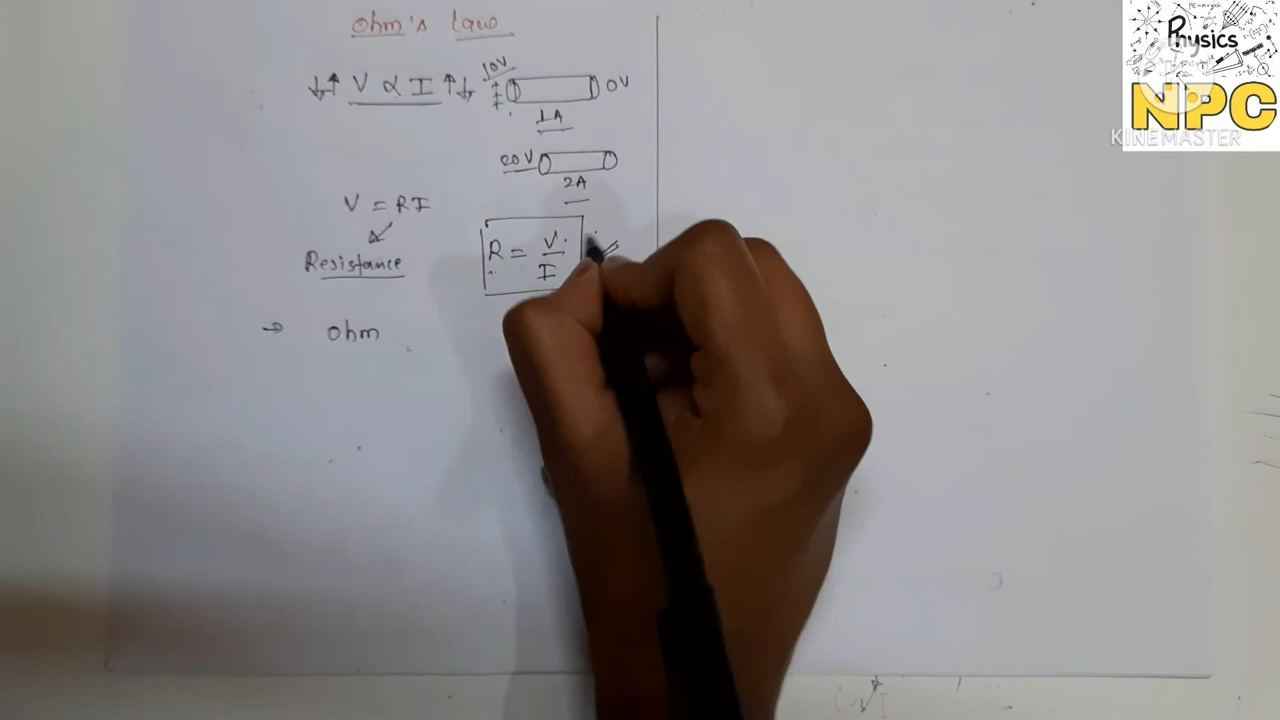 Ohm's law
V ∝ I
10V
0V
1A
20V
2A
V = RI
Resistance
R = V/I
→ ohm
Physics
NPC
KINEMASTER